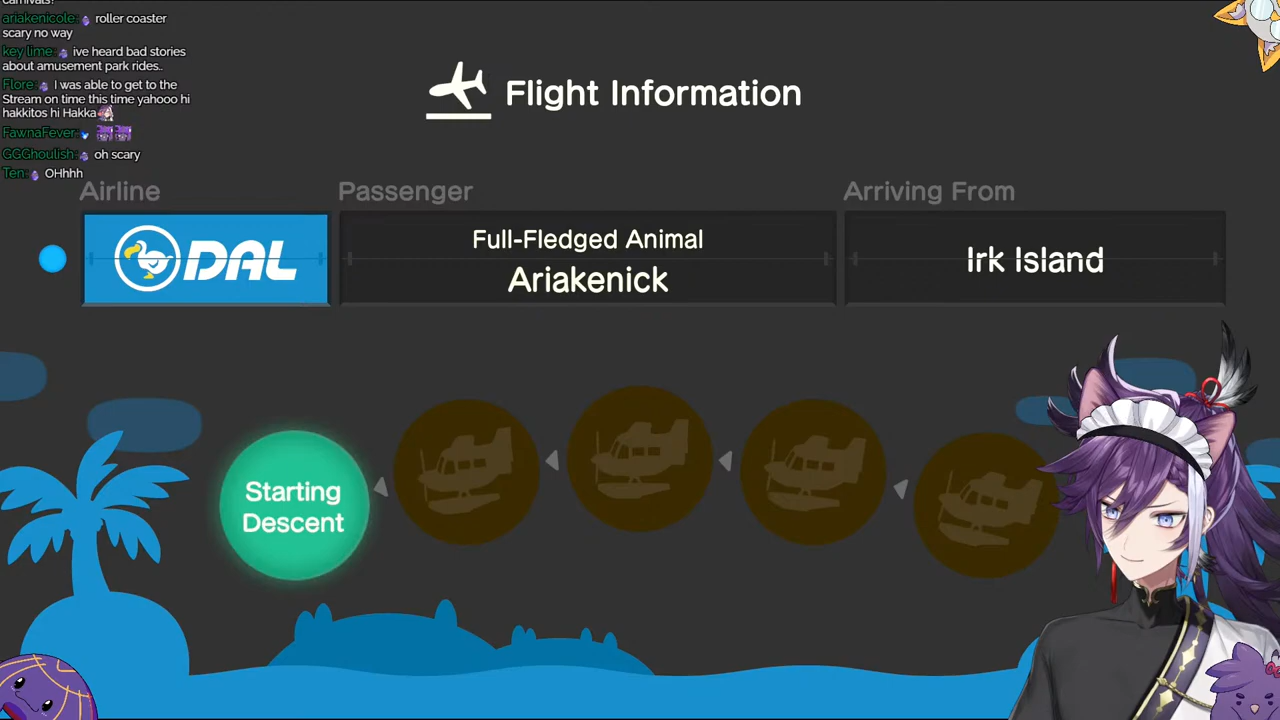 carnivals?
ariakenicole: roller coaster
scary no way
key lime: ive heard bad stories
about amusement park rides..
Flore: I was able to get to the
Stream on time this time yahooo hi
hakkitos hi Hakka
FawnaFever:
GGGhoulish: oh scary
Ten: OHhhh
Flight Information
Airline
Passenger
Arriving From
DAL
Full-Fledged Animal
Ariakenick
Irk Island
Starting
Descent